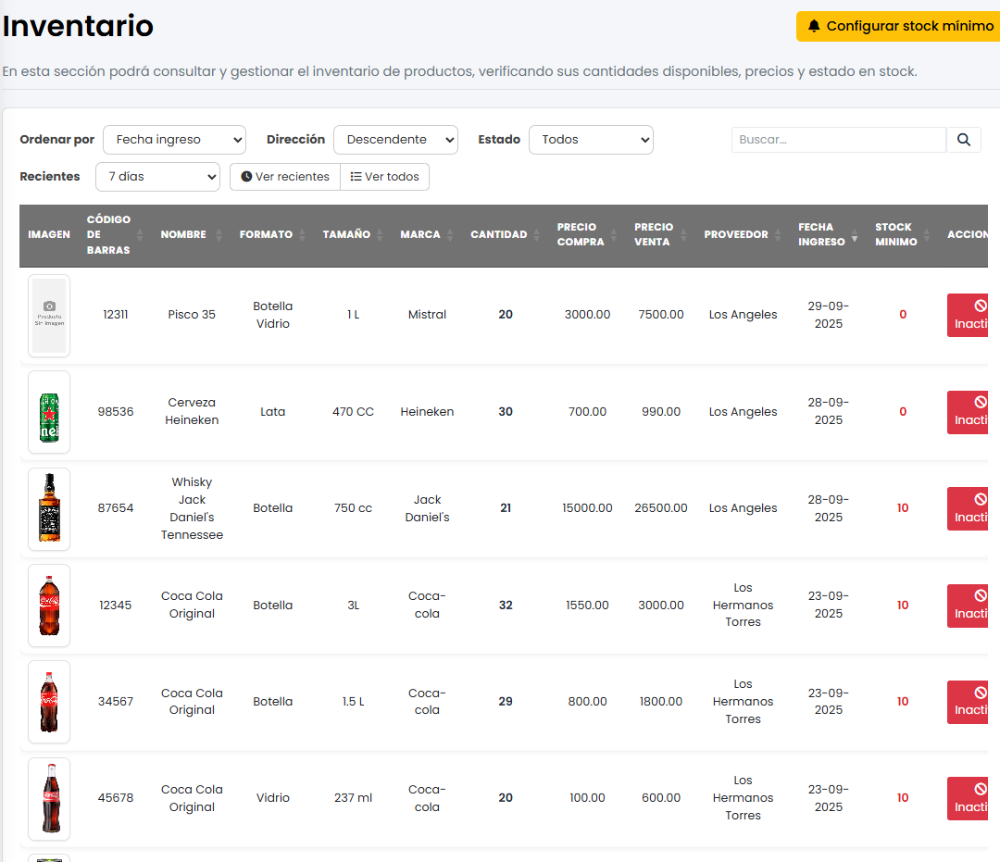 Inventario
Configurar stock mínimo
En esta sección podrá consultar y gestionar el inventario de productos, verificando sus cantidades disponibles, precios y estado en stock.
Ordenar por Fecha ingreso Dirección Descendente Estado Todos Buscar...
Recientes 7 días Ver recientes Ver todos
IMAGEN CÓDIGO DE BARRAS NOMBRE FORMATO TAMAÑO MARCA CANTIDAD PRECIO COMPRA PRECIO VENTA PROVEEDOR FECHA INGRESO STOCK MINIMO ACCION
Producto
Sin Imagen
12311 Pisco 35 Botella Vidrio 1 L Mistral 20 3000.00 7500.00 Los Angeles 29-09-2025 0 Inacti
98536 Cerveza Heineken Lata 470 CC Heineken 30 700.00 990.00 Los Angeles 28-09-2025 0 Inacti
87654 Whisky Jack Daniel's Tennessee Botella 750 cc Jack Daniel's 21 15000.00 26500.00 Los Angeles 28-09-2025 10 Inacti
12345 Coca Cola Original Botella 3L Coca-cola 32 1550.00 3000.00 Los Hermanos Torres 23-09-2025 10 Inacti
34567 Coca Cola Original Botella 1.5 L Coca-cola 29 800.00 1800.00 Los Hermanos Torres 23-09-2025 10 Inacti
45678 Coca Cola Original Vidrio 237 ml Coca-cola 20 100.00 600.00 Los Hermanos Torres 23-09-2025 10 Inacti